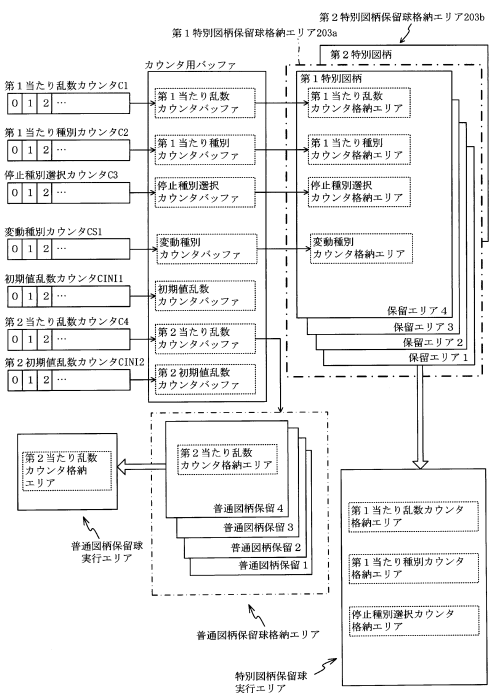 第２特別図柄保留球格納エリア203b
第１特別図柄保留球格納エリア203a
第２特別図柄
カウンタ用バッファ
第１特別図柄
第１当たり乱数カウンタC1
0 1 2 …
第１当たり乱数
カウンタバッファ
第１当たり乱数
カウンタ格納エリア
第１当たり種別カウンタC2
0 1 2 …
第１当たり種別
カウンタバッファ
第１当たり種別
カウンタ格納エリア
停止種別選択カウンタC3
0 1 2 …
停止種別選択
カウンタバッファ
停止種別選択
カウンタ格納エリア
変動種別カウンタCS1
0 1 2 …
変動種別
カウンタバッファ
変動種別
カウンタ格納エリア
初期値乱数カウンタCINI1
0 1 2 …
初期値乱数
カウンタバッファ
第２当たり乱数カウンタC4
0 1 2 …
第２当たり乱数
カウンタバッファ
第２初期値乱数カウンタCINI2
0 1 2 …
第２初期値乱数
カウンタバッファ
保留エリア４
保留エリア３
保留エリア２
保留エリア１
第２当たり乱数
カウンタ格納
エリア
普通図柄保留球
実行エリア
第２当たり乱数
カウンタ格納エリア
普通図柄保留４
普通図柄保留３
普通図柄保留２
普通図柄保留１
普通図柄保留球格納エリア
第１当たり乱数カウンタ
格納エリア
第１当たり種別カウンタ
格納エリア
停止種別選択カウンタ
格納エリア
特別図柄保留球
実行エリア